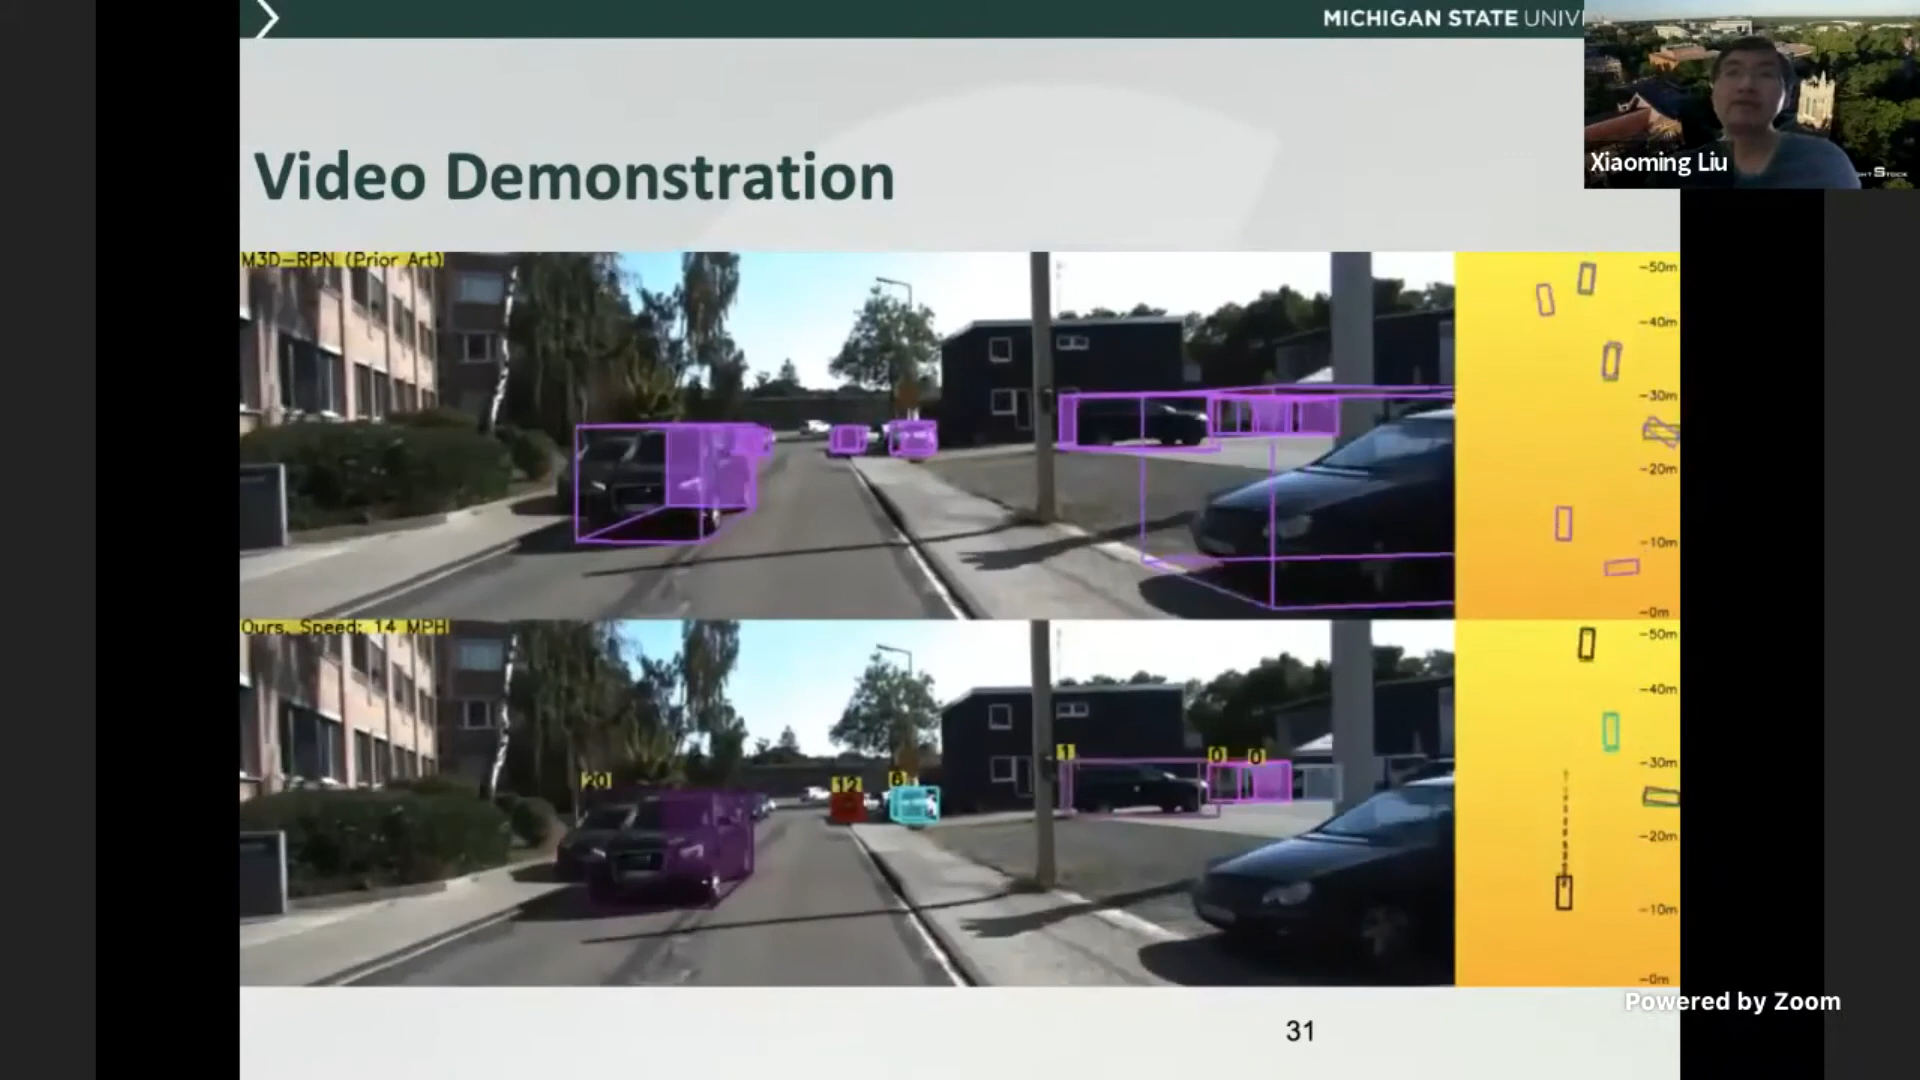 MICHIGAN STATE UNIV
Xiaoming Liu
Video Demonstration
M3D-RPN (Prior Art)
-50m
-40m
-30m
-20m
-10m
-0m
Ours, Speed: 14 MPH
20
12
6
1
0
0
-50m
-40m
-30m
-20m
-10m
-0m
Powered by Zoom
31